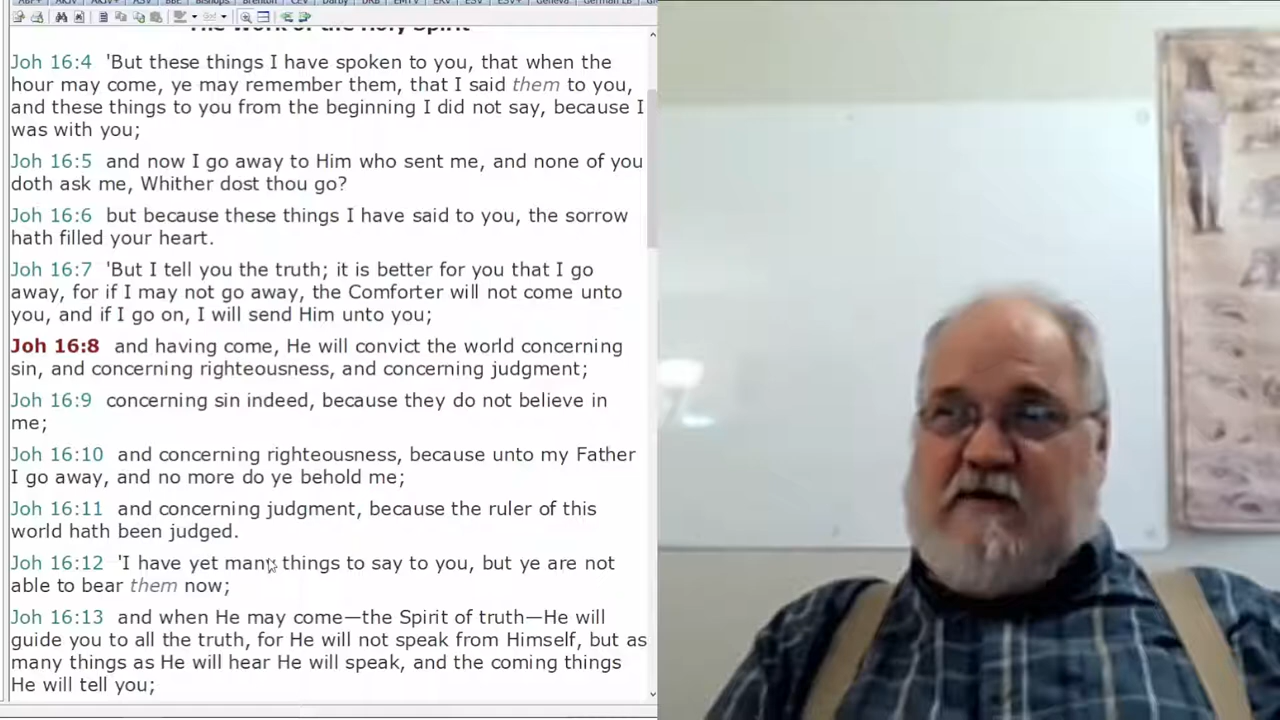 The Work of the Holy Spirit
Joh 16:4 'But these things I have spoken to you, that when the
hour may come, ye may remember them, that I said them to you,
and these things to you from the beginning I did not say, because I
was with you;
Joh 16:5 and now I go away to Him who sent me, and none of you
doth ask me, Whither dost thou go?
Joh 16:6 but because these things I have said to you, the sorrow
hath filled your heart.
Joh 16:7 'But I tell you the truth; it is better for you that I go
away, for if I may not go away, the Comforter will not come unto
you, and if I go on, I will send Him unto you;
Joh 16:8 and having come, He will convict the world concerning
sin, and concerning righteousness, and concerning judgment;
Joh 16:9 concerning sin indeed, because they do not believe in
me;
Joh 16:10 and concerning righteousness, because unto my Father
I go away, and no more do ye behold me;
Joh 16:11 and concerning judgment, because the ruler of this
world hath been judged.
Joh 16:12 'I have yet many things to say to you, but ye are not
able to bear them now;
Joh 16:13 and when He may come—the Spirit of truth—He will
guide you to all the truth, for He will not speak from Himself, but as
many things as He will hear He will speak, and the coming things
He will tell you;